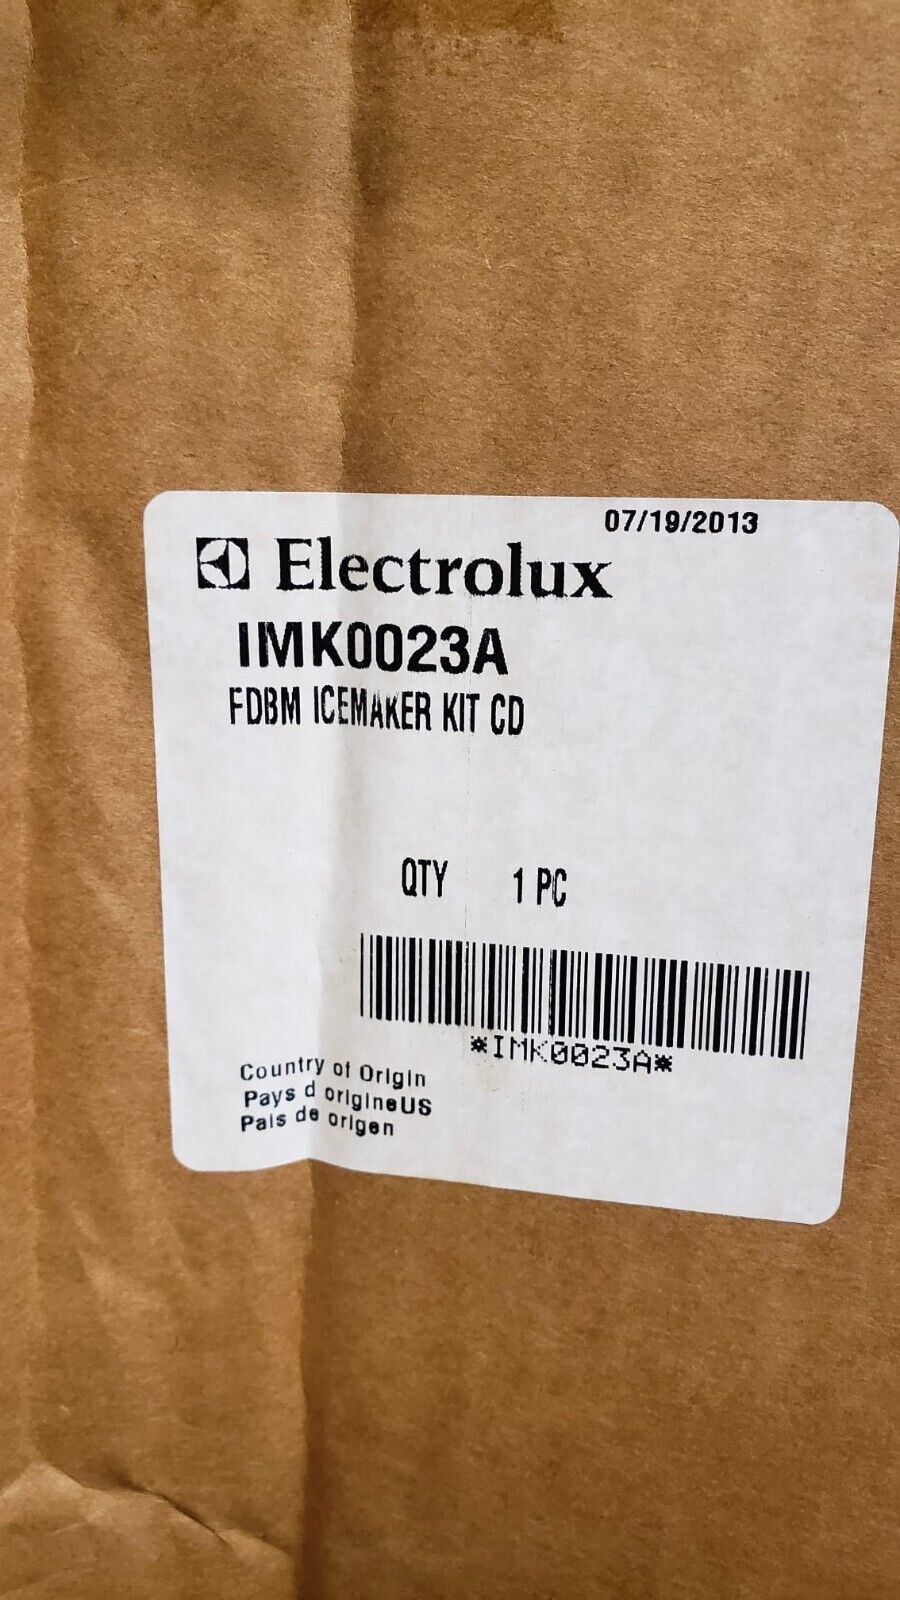 07/19/2013
Electrolux
IMK0023A
FDBM ICEMAKER KIT CD
QTY 1 PC
*IMK0023A*
Country of Origin
Pays d origineUS
Pais de origen